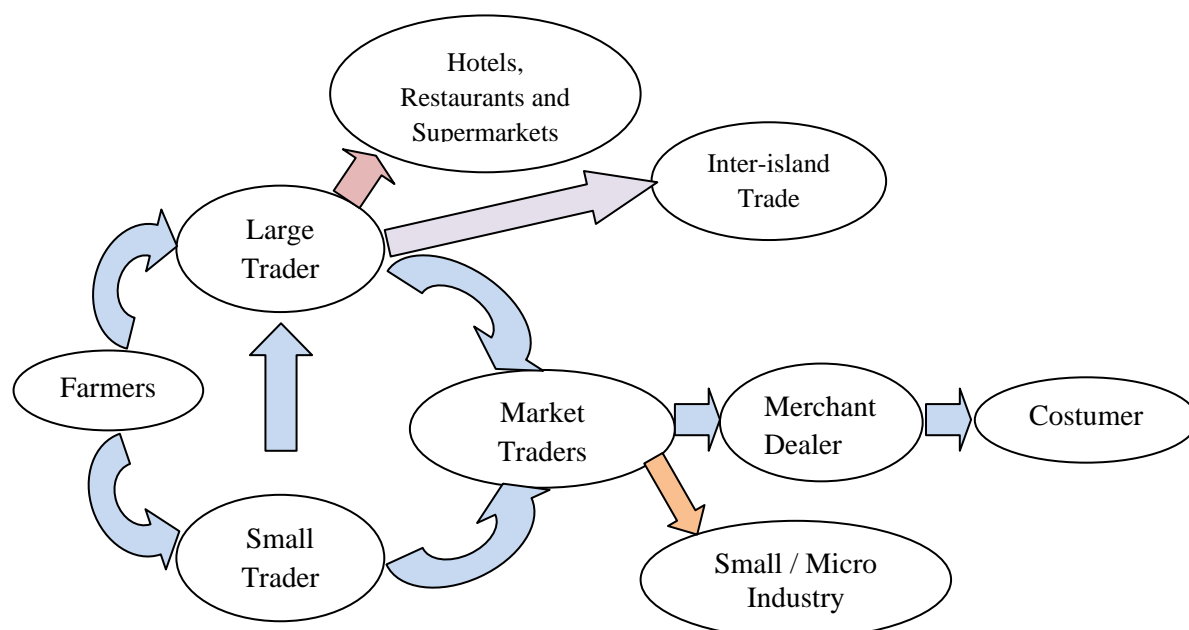 Hotels,
Restaurants and
Supermarkets
Inter-island
Trade
Large
Trader
Farmers
Market
Traders
Merchant
Dealer
Costumer
Small
Trader
Small / Micro
Industry